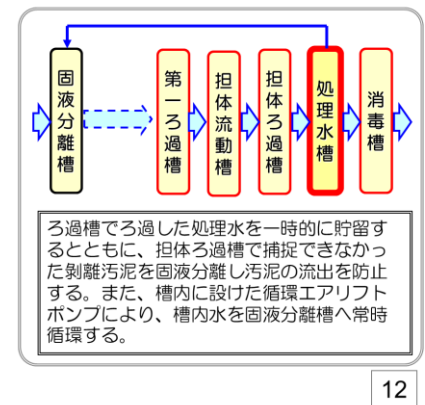 固液分離槽
第一ろ過槽
担体流動槽
担体ろ過槽
処理水槽
消毒槽
ろ過槽でろ過した処理水を一時的に貯留す
るとともに、担体ろ過槽で捕捉できなかっ
た剝離汚泥を固液分離し汚泥の流出を防止
する。また、槽内に設けた循環エアリフト
ポンプにより、槽内水を固液分離槽へ常時
循環する。
12